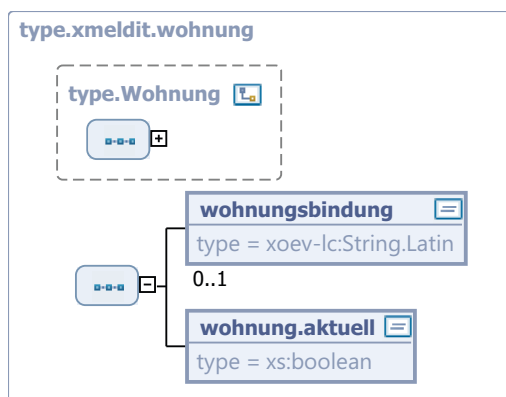 type.xmeldit.wohnung
type.Wohnung
wohnungsbindung
type = xoev-lc:String.Latin
0..1
wohnung.aktuell
type = xs:boolean